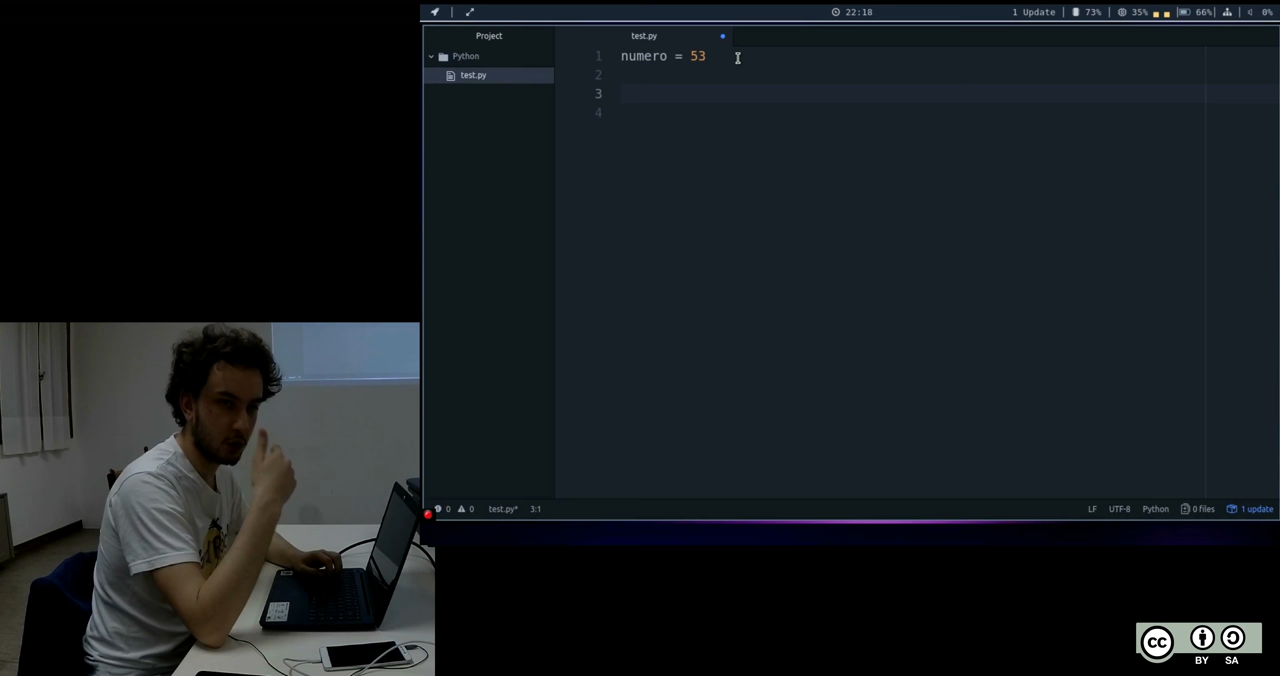 22:18
1 Update 73% 35% 66% 0%
Project
test.py
Python
test.py
1 numero = 53
2
3
4
0 0 test.py* 3:1
LF UTF-8 Python 0 files 1 update
CC BY SA